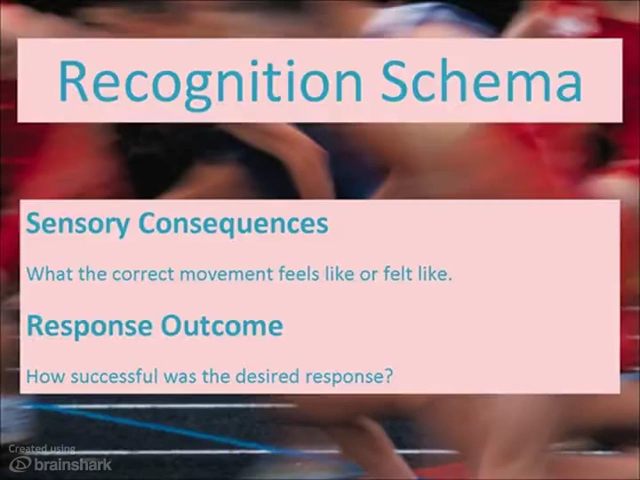 Recognition Schema
Sensory Consequences
What the correct movement feels like or felt like.
Response Outcome
How successful was the desired response?
Created using
brainshark